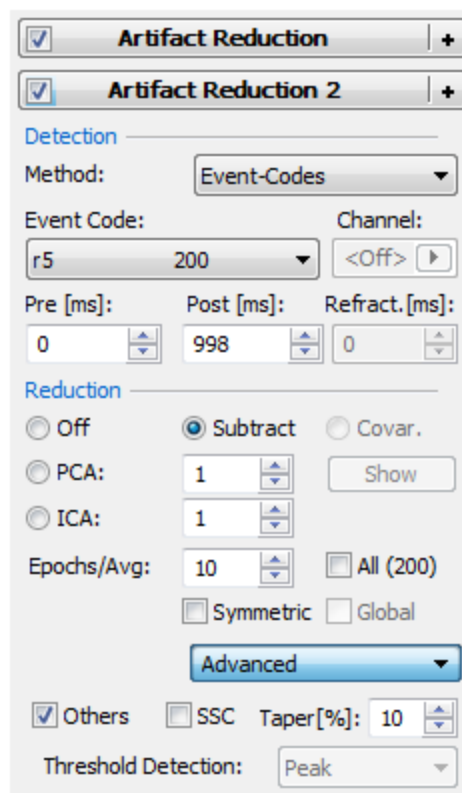 Artifact Reduction +
Artifact Reduction 2 +
Detection
Method: Event-Codes
Event Code: Channel:
r5 200 <Off>
Pre [ms]: Post [ms]: Refract.[ms]:
0 998 0
Reduction
Off Subtract Covar.
PCA: 1 Show
ICA: 1
Epochs/Avg: 10 All (200)
Symmetric Global
Advanced
Others SSC Taper[%]: 10
Threshold Detection: Peak